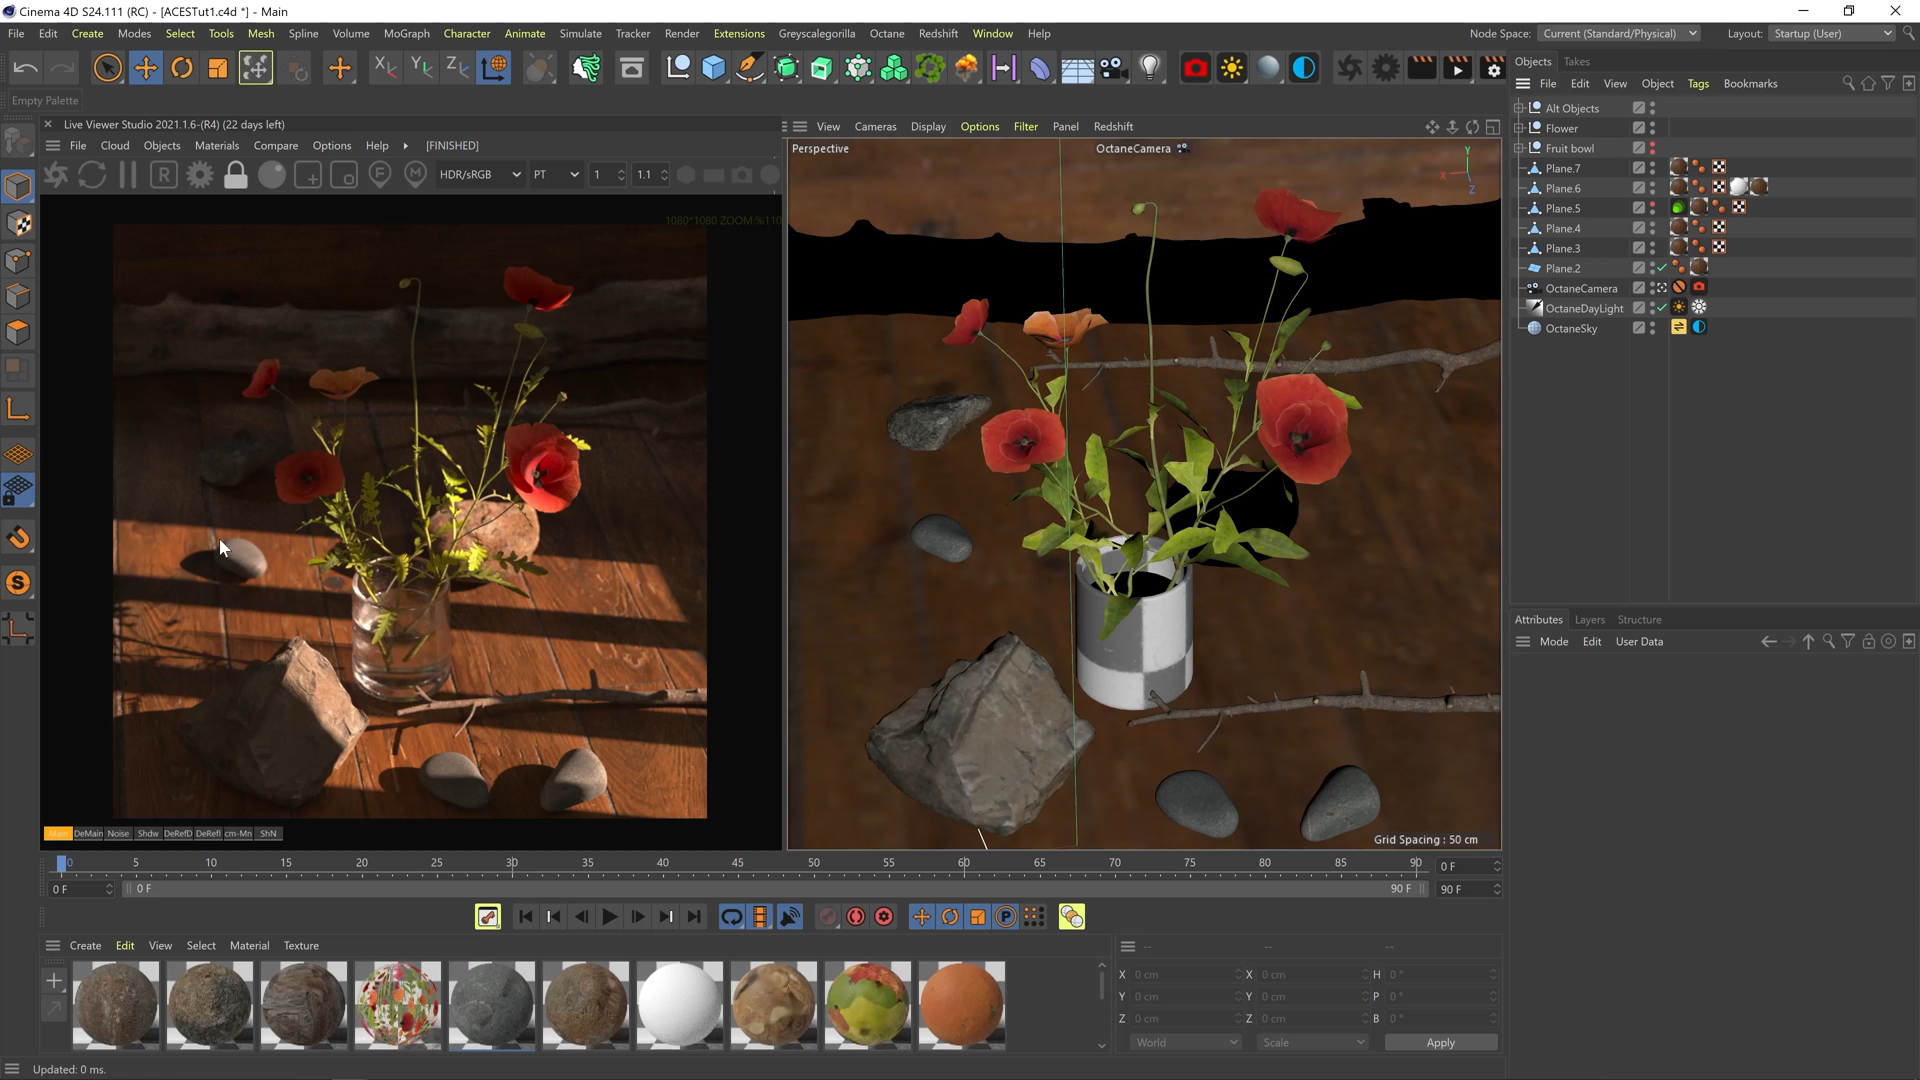 Cinema 4D S24.111 (RC) - [ACESTut1.c4d *] - Main
File Edit Create Modes Select Tools Mesh Spline Volume MoGraph Character Animate Simulate Tracker Render Extensions Greyscalegorilla Octane Redshift Window Help
Node Space: Current (Standard/Physical) Layout: Startup (User)
Objects Takes
File Edit View Object Tags Bookmarks
Empty Palette
Live Viewer Studio 2021.1.6-(R4) (22 days left)
File Cloud Objects Materials Compare Options Help [FINISHED]
HDR/sRGB PT 1 1.1
1080*1080 ZOOM:%110
View Cameras Display Options Filter Panel Redshift
Perspective OctaneCamera
Y
X
Z
Grid Spacing : 50 cm
Alt Objects
Flower
Fruit bowl
Plane.7
Plane.6
Plane.5
Plane.4
Plane.3
Plane.2
OctaneCamera
OctaneDayLight
OctaneSky
Attributes Layers Structure
Mode Edit User Data
Main DeMain Noise Shdw DeRefD DeRefl cm-Mn ShN
0 5 10 15 20 25 30 35 40 45 50 55 60 65 70 75 80 85 90 0 F
0 F 0 F 90 F 90 F
Create Edit View Select Material Texture
-- -- --
X 0 cm X 0 cm H 0 °
Y 0 cm Y 0 cm P 0 °
Z 0 cm Z 0 cm B 0 °
World Scale Apply
Updated: 0 ms.